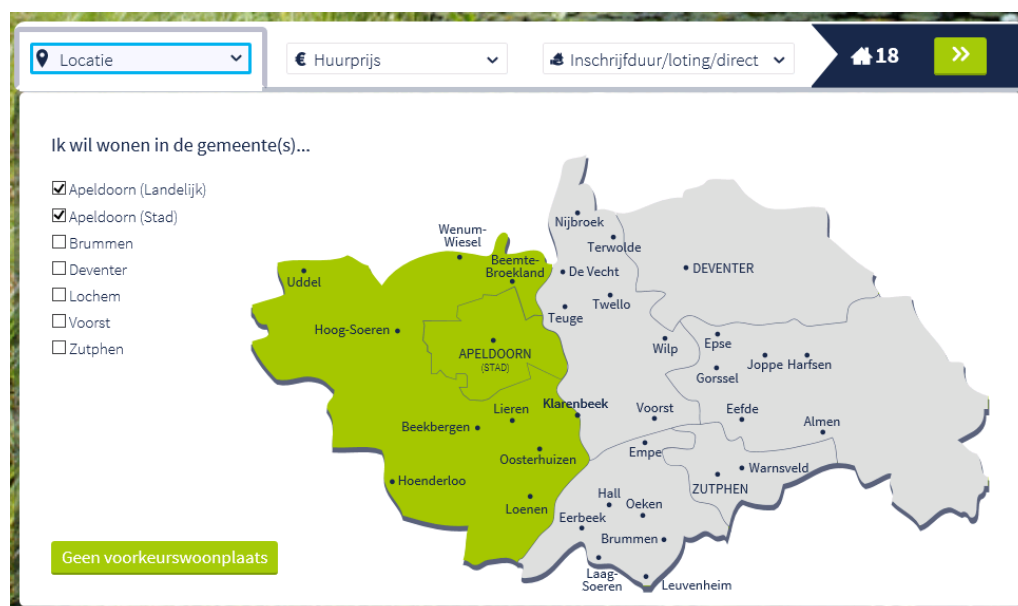 Locatie
€ Huurprijs
Inschrijfduur/loting/direct
18
Ik wil wonen in de gemeente(s)...
Apeldoorn (Landelijk)
Apeldoorn (Stad)
Brummen
Deventer
Lochem
Voorst
Zutphen
Nijbroek
Wenum-
Wiesel
Terwolde
Beemte-
Broekland
De Vecht
DEVENTER
Uddel
Twello
Teuge
Hoog-Soeren
Wilp
Epse
APELDOORN
(STAD)
Joppe
Harfsen
Gorssel
Lieren
Klarenbeek
Voorst
Eefde
Beekbergen
Almen
Empe
Oosterhuizen
Warnsveld
Hoenderloo
ZUTPHEN
Hall
Oeken
Loenen
Eerbeek
Brummen
Laag-
Soeren
Leuvenheim
Geen voorkeurswoonplaats